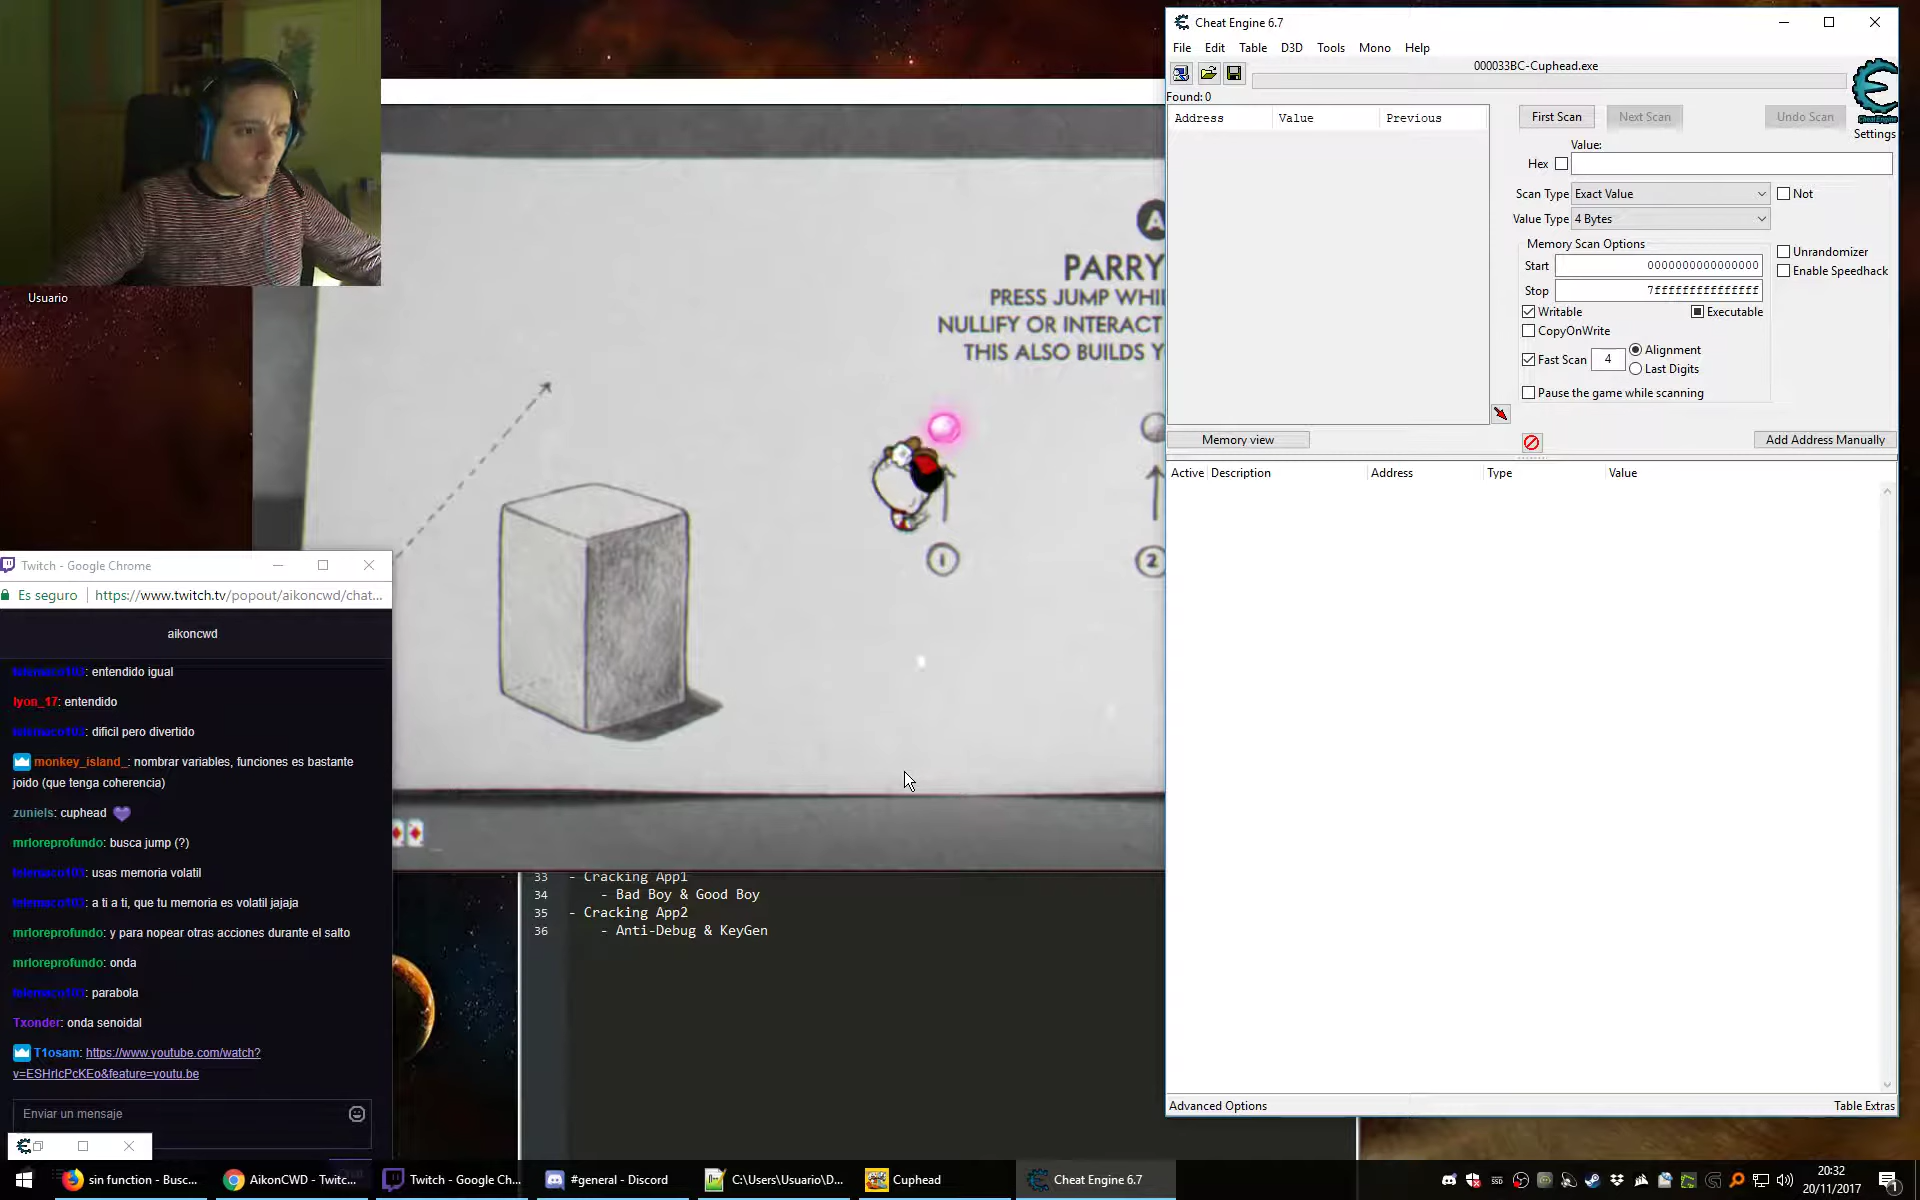 Usuario
A
PARRY
PRESS JUMP WHI
NULLIFY OR INTERACT
THIS ALSO BUILDS Y
1
2
Cheat Engine 6.7
File Edit Table D3D Tools Mono Help
000033BC-Cuphead.exe
Found: 0
Address Value Previous
First Scan Next Scan Undo Scan
Settings
Value:
Hex
Scan Type Exact Value Not
Value Type 4 Bytes
Memory Scan Options
Start 0000000000000000
Stop 7fffffffffffffff
Unrandomizer
Enable Speedhack
Writable Executable
CopyOnWrite
Fast Scan 4 Alignment
Last Digits
Pause the game while scanning
Memory view Add Address Manually
Active Description Address Type Value
Advanced Options Table Extras
Twitch - Google Chrome
Es seguro https://www.twitch.tv/popout/aikoncwd/chat...
aikoncwd
telemaco103: entendido igual
lyon_17: entendido
telemaco103: dificil pero divertido
monkey_island_: nombrar variables, funciones es bastante
joido (que tenga coherencia)
zuniels: cuphead
mrloreprofundo: busca jump (?)
telemaco103: usas memoria volatil
telemaco103: a ti a ti, que tu memoria es volatil jajaja
mrloreprofundo: y para nopear otras acciones durante el salto
mrloreprofundo: onda
telemaco103: parabola
Txonder: onda senoidal
T1osam: https://www.youtube.com/watch?
v=ESHrlcPcKEo&feature=youtu.be
Enviar un mensaje
33 - Cracking App1
34 - Bad Boy & Good Boy
35 - Cracking App2
36 - Anti-Debug & KeyGen
sin function - Busc...
AikonCWD - Twitc...
Twitch - Google Ch...
#general - Discord
C:\Users\Usuario\D...
Cuphead
Cheat Engine 6.7
20:32
20/11/2017